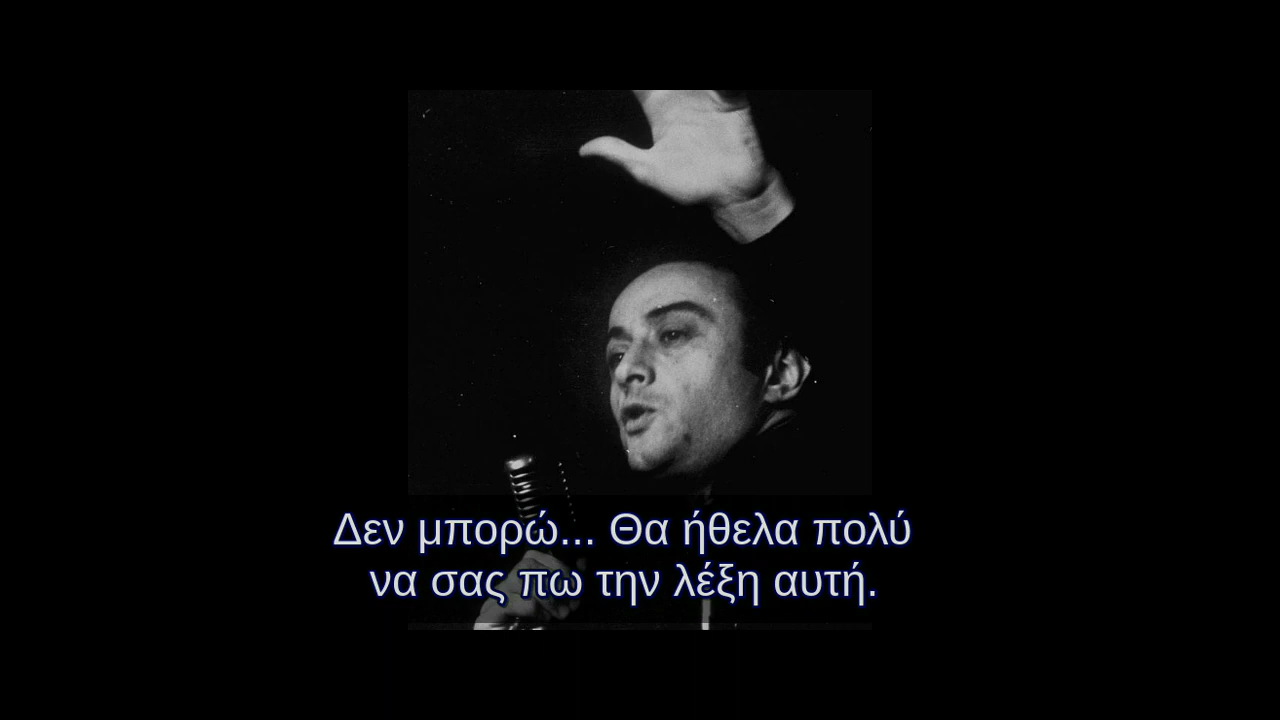 Δεν μπορώ... Θα ήθελα πολύ
να σας πω την λέξη αυτή.